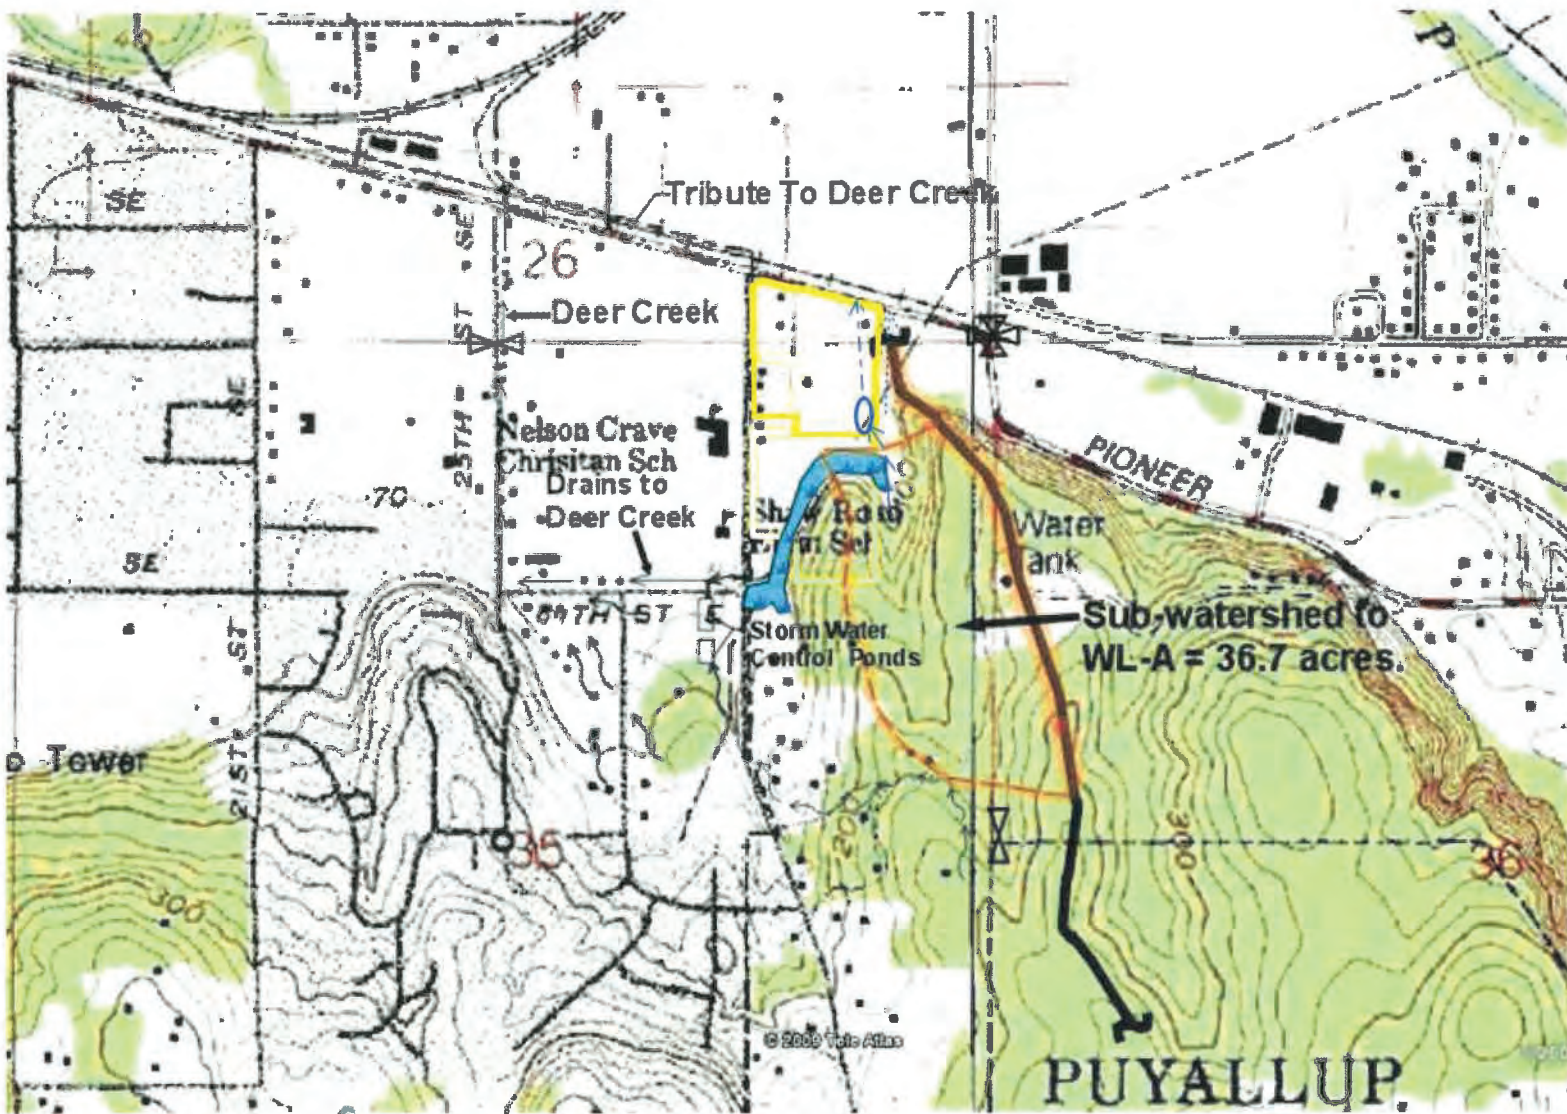 P
SE
Tribute To Deer Creek
SE
ST
26
Deer Creek
SE
25TH
PIONEER
Nelson Crave
Chrisitan Sch
Drains to
Deer Creek
70
Water
SE
ST
Sub-watershed to
WL-A = 36.7 acres.
Storm Water
Control Ponds
ST
21ST
Tower
200
300
36
300
© 2009 Tele Atlas
PUYALLUP